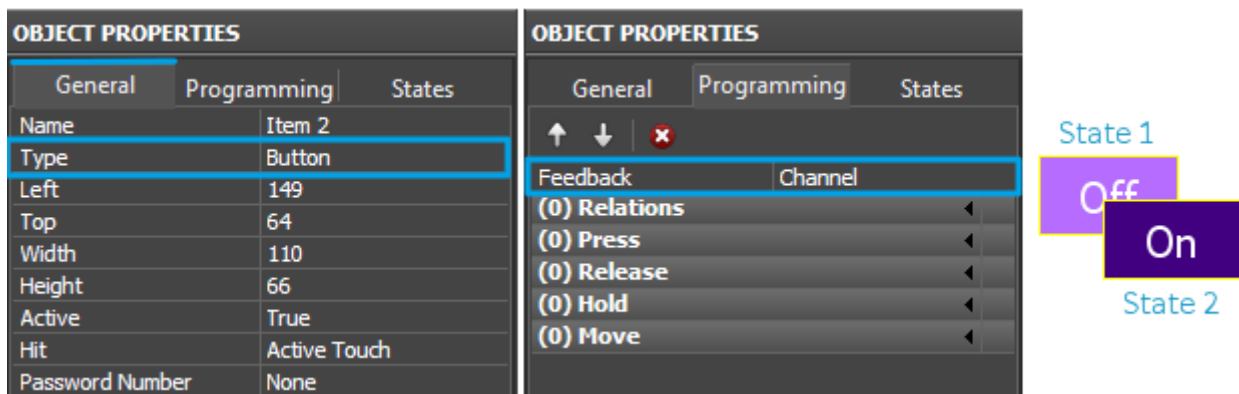 OBJECT PROPERTIES
General Programming States
Name Item 2
Type Button
Left 149
Top 64
Width 110
Height 66
Active True
Hit Active Touch
Password Number None
OBJECT PROPERTIES
General Programming States
Feedback Channel
(0) Relations
(0) Press
(0) Release
(0) Hold
(0) Move
State 1
Off
On
State 2